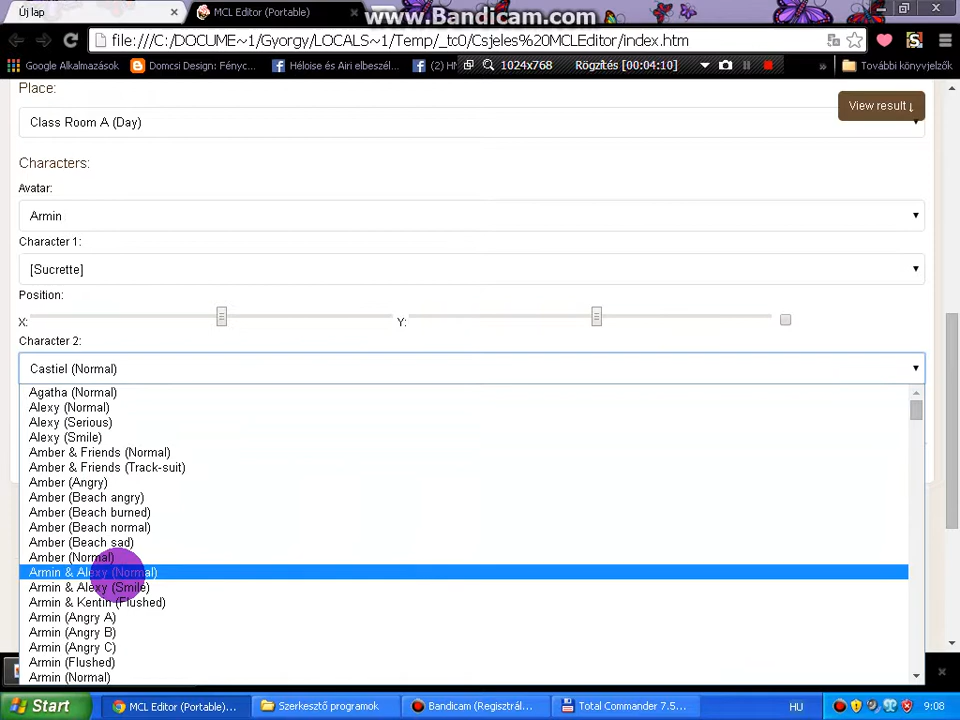 www.Bandicam.com
Új lap
MCL Editor (Portable)
file:///C:/DOCUME~1/Gyorgy/LOCALS~1/Temp/_tc0/Csjeles%20MCLEditor/index.htm
Google Alkalmazások
Domcsi Design: Fényc...
Héloise és Airi elbeszél...
(2) H
1024x768
Rögzítés [00:04:10]
»
További könyvjelzők
Place:
View result ↓
Class Room A (Day)
Characters:
Avatar:
Armin
Character 1:
[Sucrette]
Position:
X:
Y:
Character 2:
Castiel (Normal)
Agatha (Normal)
Alexy (Normal)
Alexy (Serious)
Alexy (Smile)
Amber & Friends (Normal)
Amber & Friends (Track-suit)
Amber (Angry)
Amber (Beach angry)
Amber (Beach burned)
Amber (Beach normal)
Amber (Beach sad)
Amber (Normal)
Armin & Alexy (Normal)
Armin & Alexy (Smile)
Armin & Kentin (Flushed)
Armin (Angry A)
Armin (Angry B)
Armin (Angry C)
Armin (Flushed)
Armin (Normal)
Start
MCL Editor (Portable)...
Szerkesztő programok
Bandicam (Regisztrál...
Total Commander 7.5...
HU
9:08